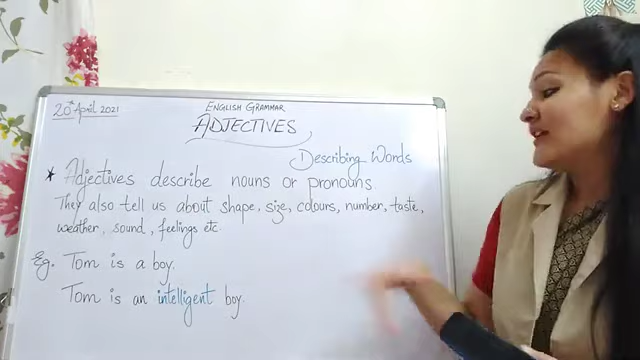 20th April 2021
ENGLISH GRAMMAR
ADJECTIVES
Describing Words
* Adjectives describe nouns or pronouns
They also tell us about shape, size, colours, number, taste,
weather, sound, feelings etc.
Eg. Tom is a boy.
Tom is an intelligent boy.